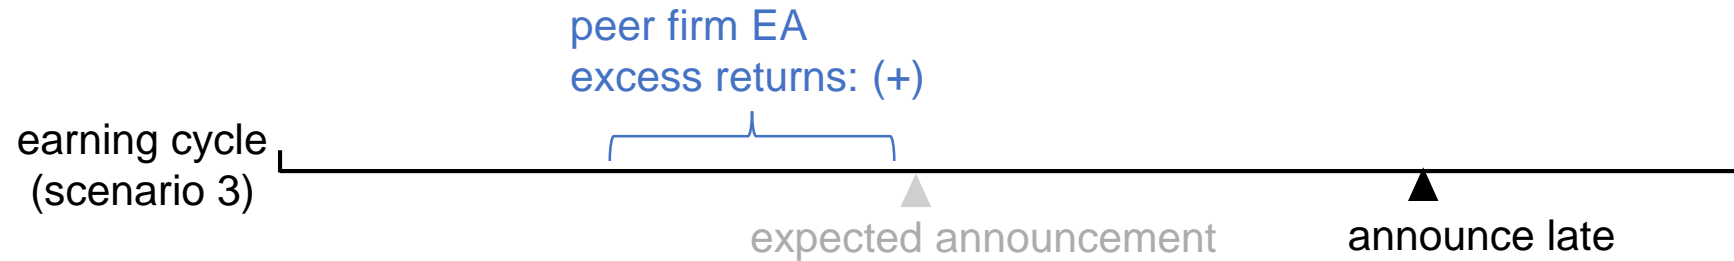 peer firm EA
excess returns: (+)
earning cycle
(scenario 3)
expected announcement
announce late